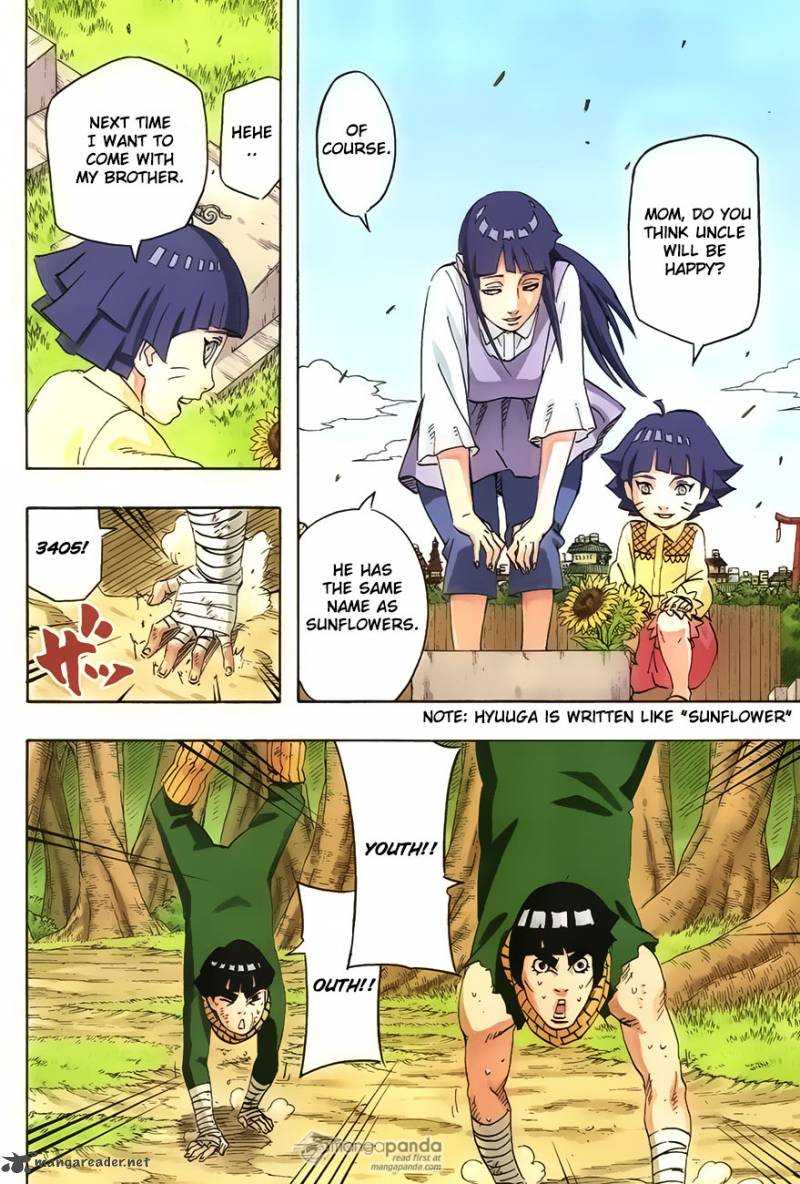 MOM, DO YOU
THINK UNCLE
WILL BE
HAPPY?
OF
COURSE.
HE HAS
THE SAME
NAME AS
SUNFLOWERS.
NOTE: HYUUGA IS WRITTEN LIKE "SUNFLOWER"
HEHE
..
NEXT TIME
I WANT TO
COME WITH
MY BROTHER.
3405!
ザッ
YOUTH!!
OUTH!!
mangapanda
read first at
mangapanda.com
mangareader.net